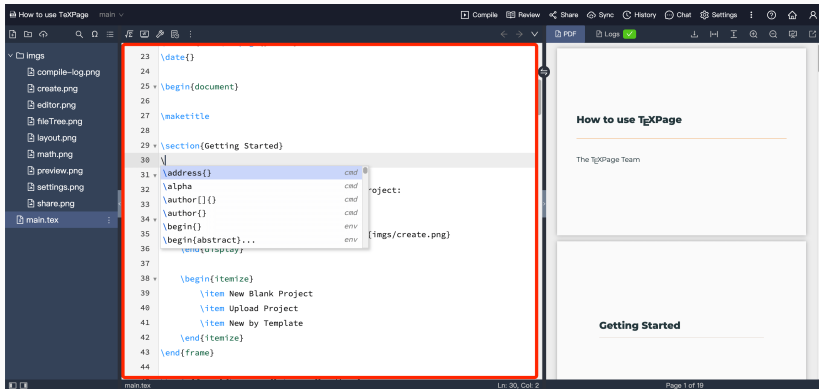 How to use TeXPage main
Compile Review Share Sync History Chat Settings
PDF Logs
imgs
compile-log.png
create.png
editor.png
fileTree.png
layout.png
math.png
preview.png
settings.png
share.png
main.tex
23 \date{}
24
25 \begin{document}
26
27 \maketitle
28
29 \section{Getting Started}
30 \
31 \address{} cmd
\alpha cmd
32 \author[]{} cmd roject:
33 \author{} cmd
34 \begin{} env
35 \begin{abstract}... env {imgs/create.png}
36 \end{display}
37
38 \begin{itemize}
39 \item New Blank Project
40 \item Upload Project
41 \item New by Template
42 \end{itemize}
43 \end{frame}
44
How to use TeXPage
The TeXPage Team
Getting Started
main.tex Ln: 30, Col: 2 Page 1 of 19